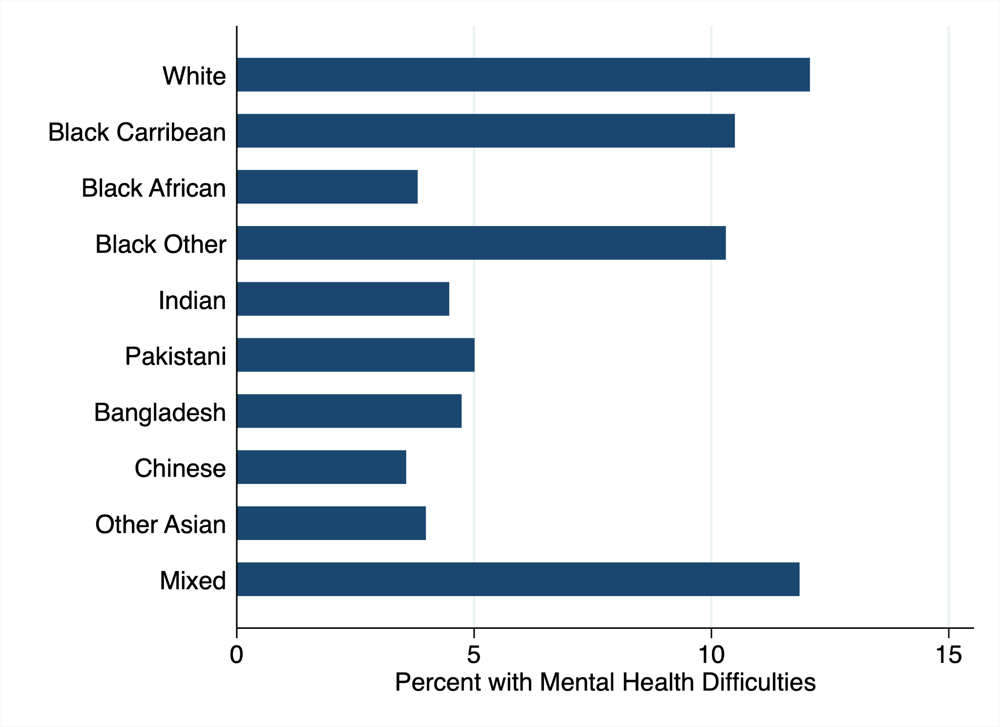 White
Black Carribean
Black African
Black Other
Indian
Pakistani
Bangladesh
Chinese
Other Asian
Mixed
0 5 10 15
Percent with Mental Health Difficulties